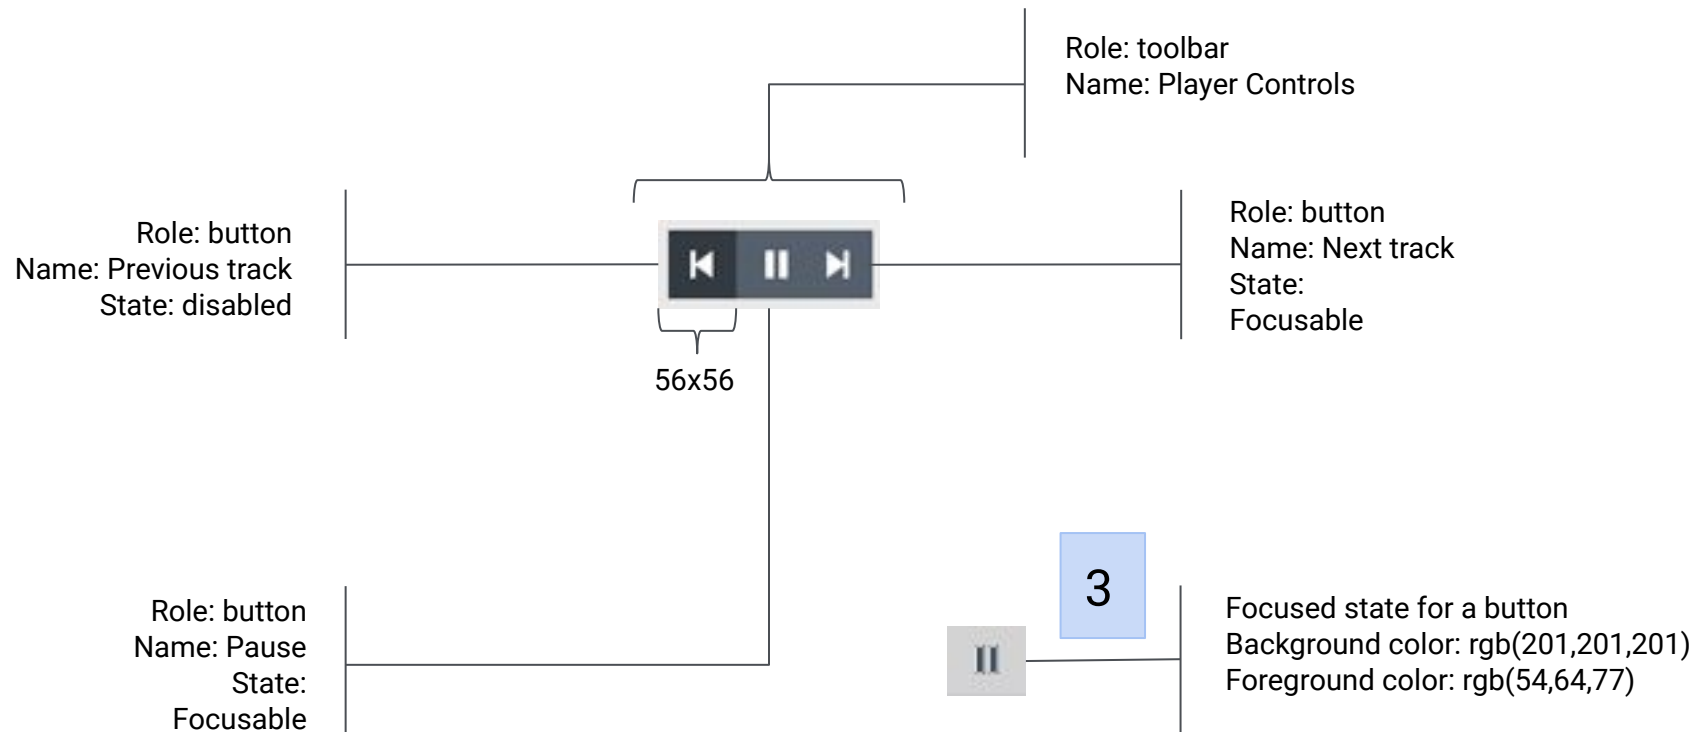 Role: toolbar
Name: Player Controls
Role: button
Name: Previous track
State: disabled
Role: button
Name: Next track
State:
Focusable
56x56
Role: button
Name: Pause
State:
Focusable
3
Focused state for a button
Background color: rgb(201,201,201)
Foreground color: rgb(54,64,77)